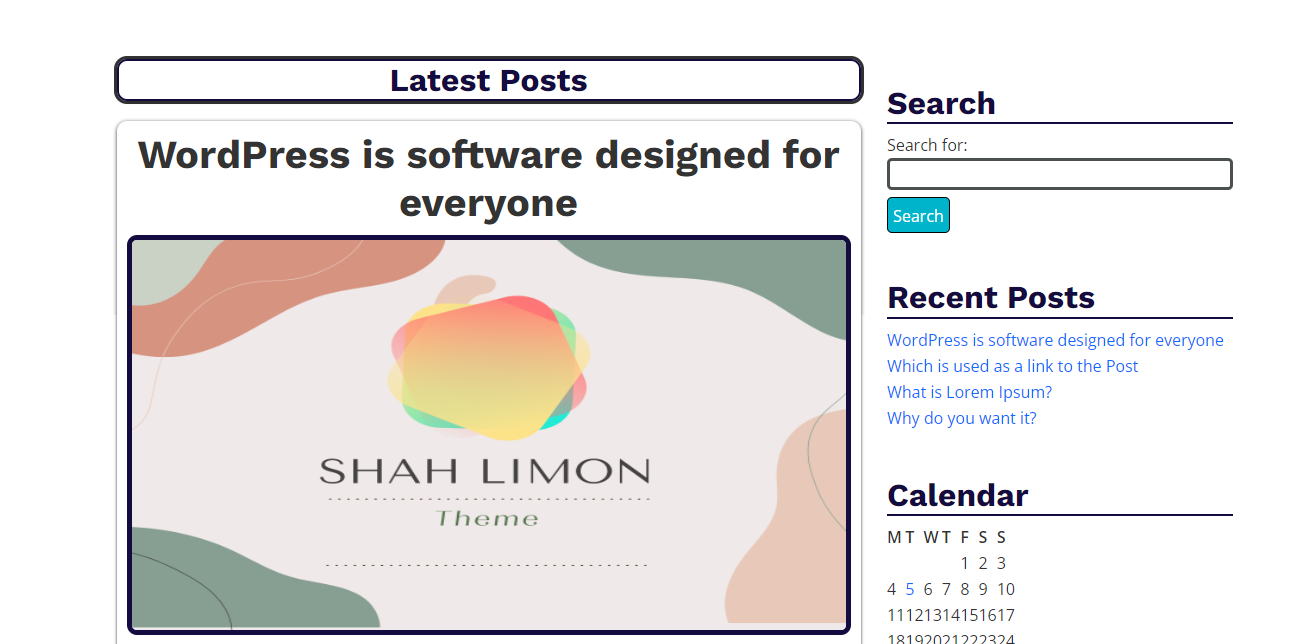 Latest Posts
WordPress is software designed for
everyone
SHAH LIMON
Theme
Search
Search for:
Search
Recent Posts
WordPress is software designed for everyone
Which is used as a link to the Post
What is Lorem Ipsum?
Why do you want it?
Calendar
M T W T F S S
1 2 3
4 5 6 7 8 9 10
11 12 13 14 15 16 17
18 19 20 21 22 23 24